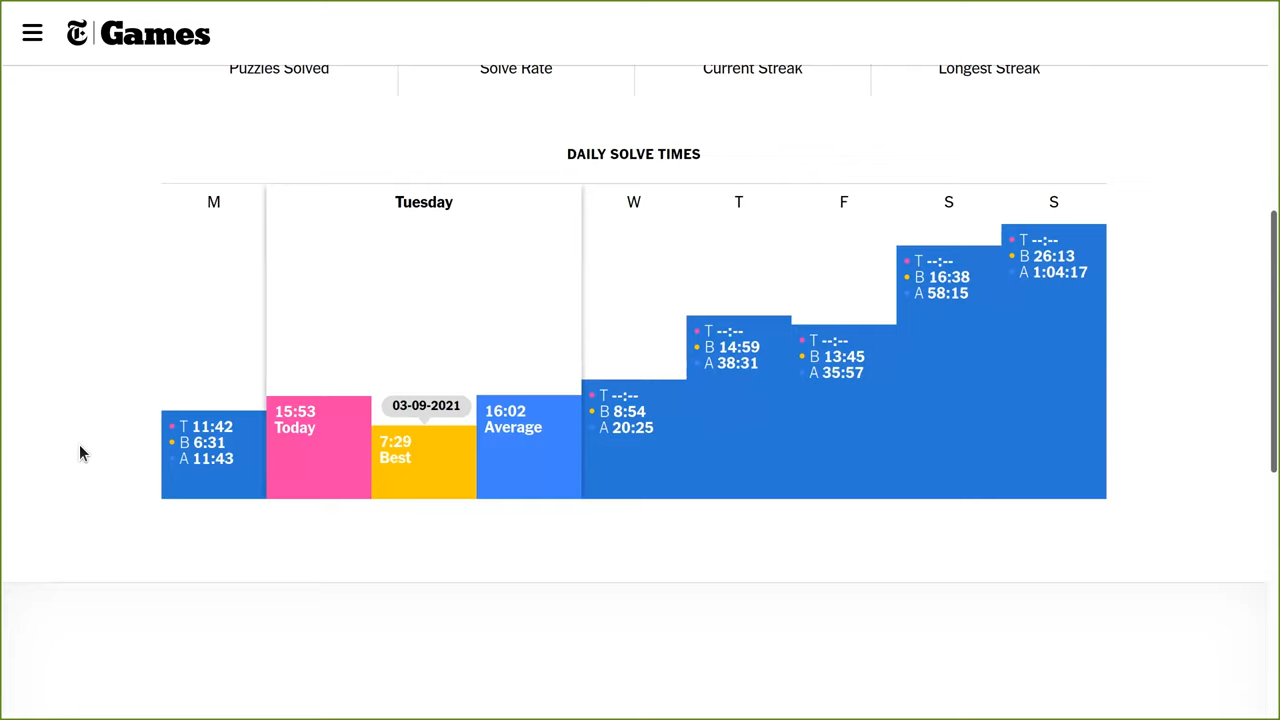 T Games
Puzzles Solved
Solve Rate
Current Streak
Longest Streak
DAILY SOLVE TIMES
M
Tuesday
W
T
F
S
S
T 11:42
B 6:31
A 11:43
15:53
Today
03-09-2021
7:29
Best
16:02
Average
T --:--
B 8:54
A 20:25
T --:--
B 14:59
A 38:31
T --:--
B 13:45
A 35:57
T --:--
B 16:38
A 58:15
T --:--
B 26:13
A 1:04:17